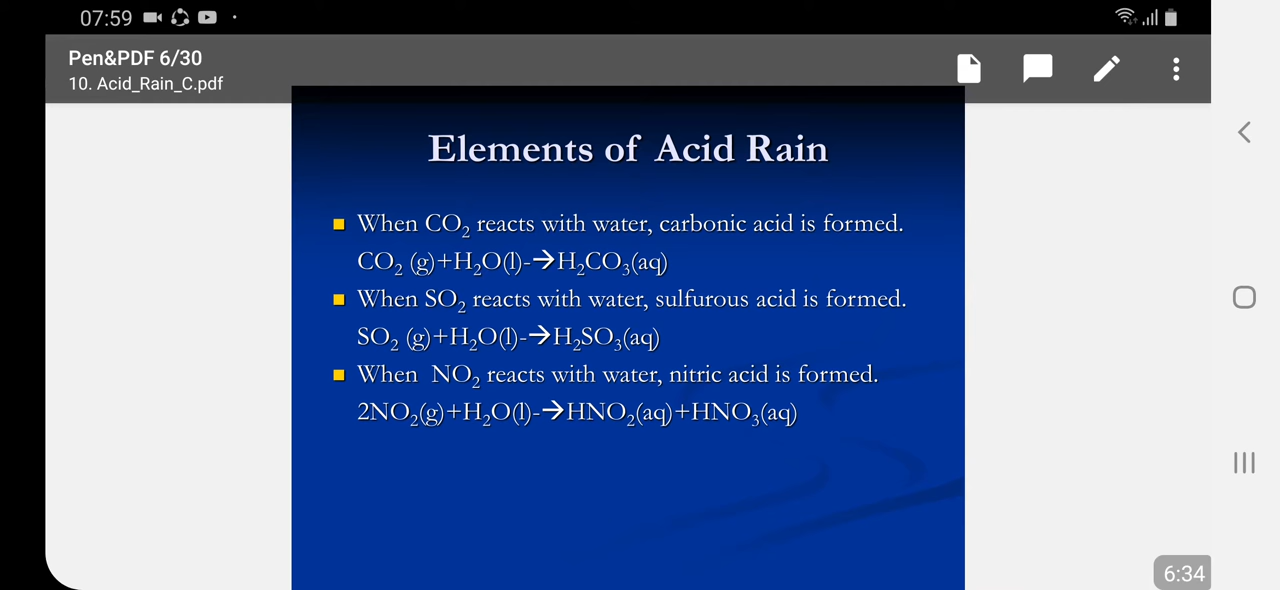 07:59
Pen&PDF 6/30
10. Acid_Rain_C.pdf
Elements of Acid Rain
When CO₂ reacts with water, carbonic acid is formed.
CO₂ (g)+H₂O(l)-→H₂CO₃(aq)
When SO₂ reacts with water, sulfurous acid is formed.
SO₂ (g)+H₂O(l)-→H₂SO₃(aq)
When NO₂ reacts with water, nitric acid is formed.
2NO₂(g)+H₂O(l)-→HNO₂(aq)+HNO₃(aq)
6:34